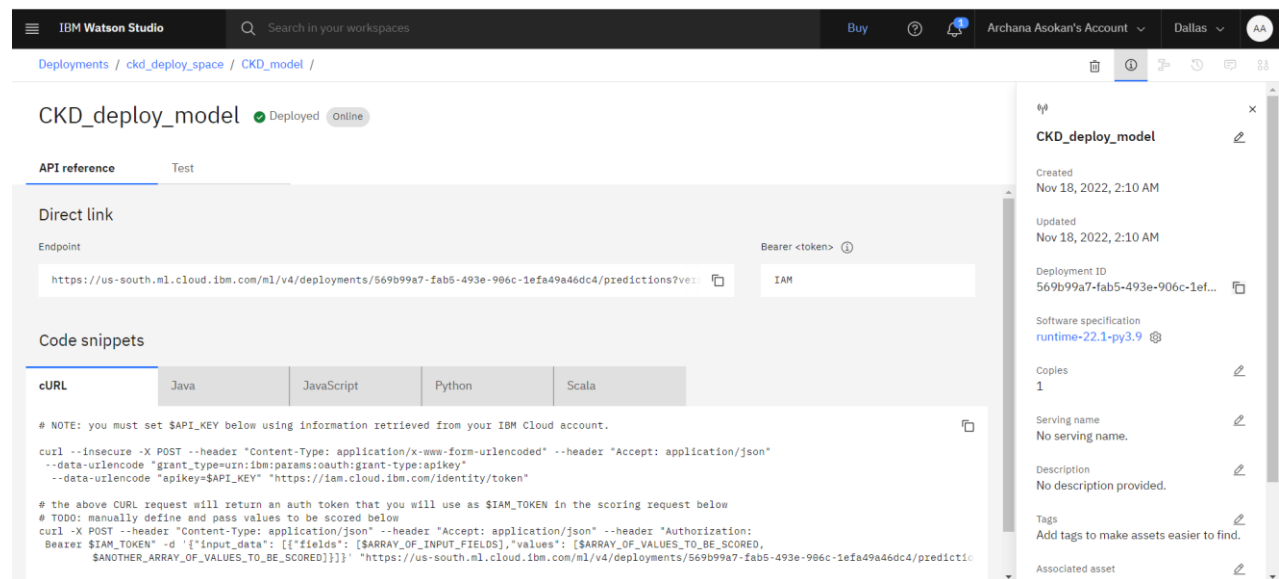 IBM Watson Studio
Search in your workspaces
Buy
1
Archana Asokan's Account
Dallas
AA
Deployments / ckd_deploy_space / CKD_model /
CKD_deploy_model
Deployed
Online
API reference
Test
Direct link
Endpoint
Bearer <token>
https://us-south.ml.cloud.ibm.com/ml/v4/deployments/569b99a7-fab5-493e-906c-1efa49a46dc4/predictions?ver
IAM
Code snippets
cURL
Java
JavaScript
Python
Scala
# NOTE: you must set $API_KEY below using information retrieved from your IBM Cloud account.
curl --insecure -X POST --header "Content-Type: application/x-www-form-urlencoded" --header "Accept: application/json"
--data-urlencode "grant_type=urn:ibm:params:oauth:grant-type:apikey"
--data-urlencode "apikey=$API_KEY" "https://iam.cloud.ibm.com/identity/token"
# the above CURL request will return an auth token that you will use as $IAM_TOKEN in the scoring request below
# TODO: manually define and pass values to be scored below
curl -X POST --header "Content-Type: application/json" --header "Accept: application/json" --header "Authorization:
Bearer $IAM_TOKEN" -d '{"input_data": [{"fields": [$ARRAY_OF_INPUT_FIELDS],"values": [$ARRAY_OF_VALUES_TO_BE_SCORED,
$ANOTHER_ARRAY_OF_VALUES_TO_BE_SCORED]}]}' "https://us-south.ml.cloud.ibm.com/ml/v4/deployments/569b99a7-fab5-493e-906c-1efa49a46dc4/predictio
CKD_deploy_model
Created
Nov 18, 2022, 2:10 AM
Updated
Nov 18, 2022, 2:10 AM
Deployment ID
569b99a7-fab5-493e-906c-1ef...
Software specification
runtime-22.1-py3.9
Copies
1
Serving name
No serving name.
Description
No description provided.
Tags
Add tags to make assets easier to find.
Associated asset